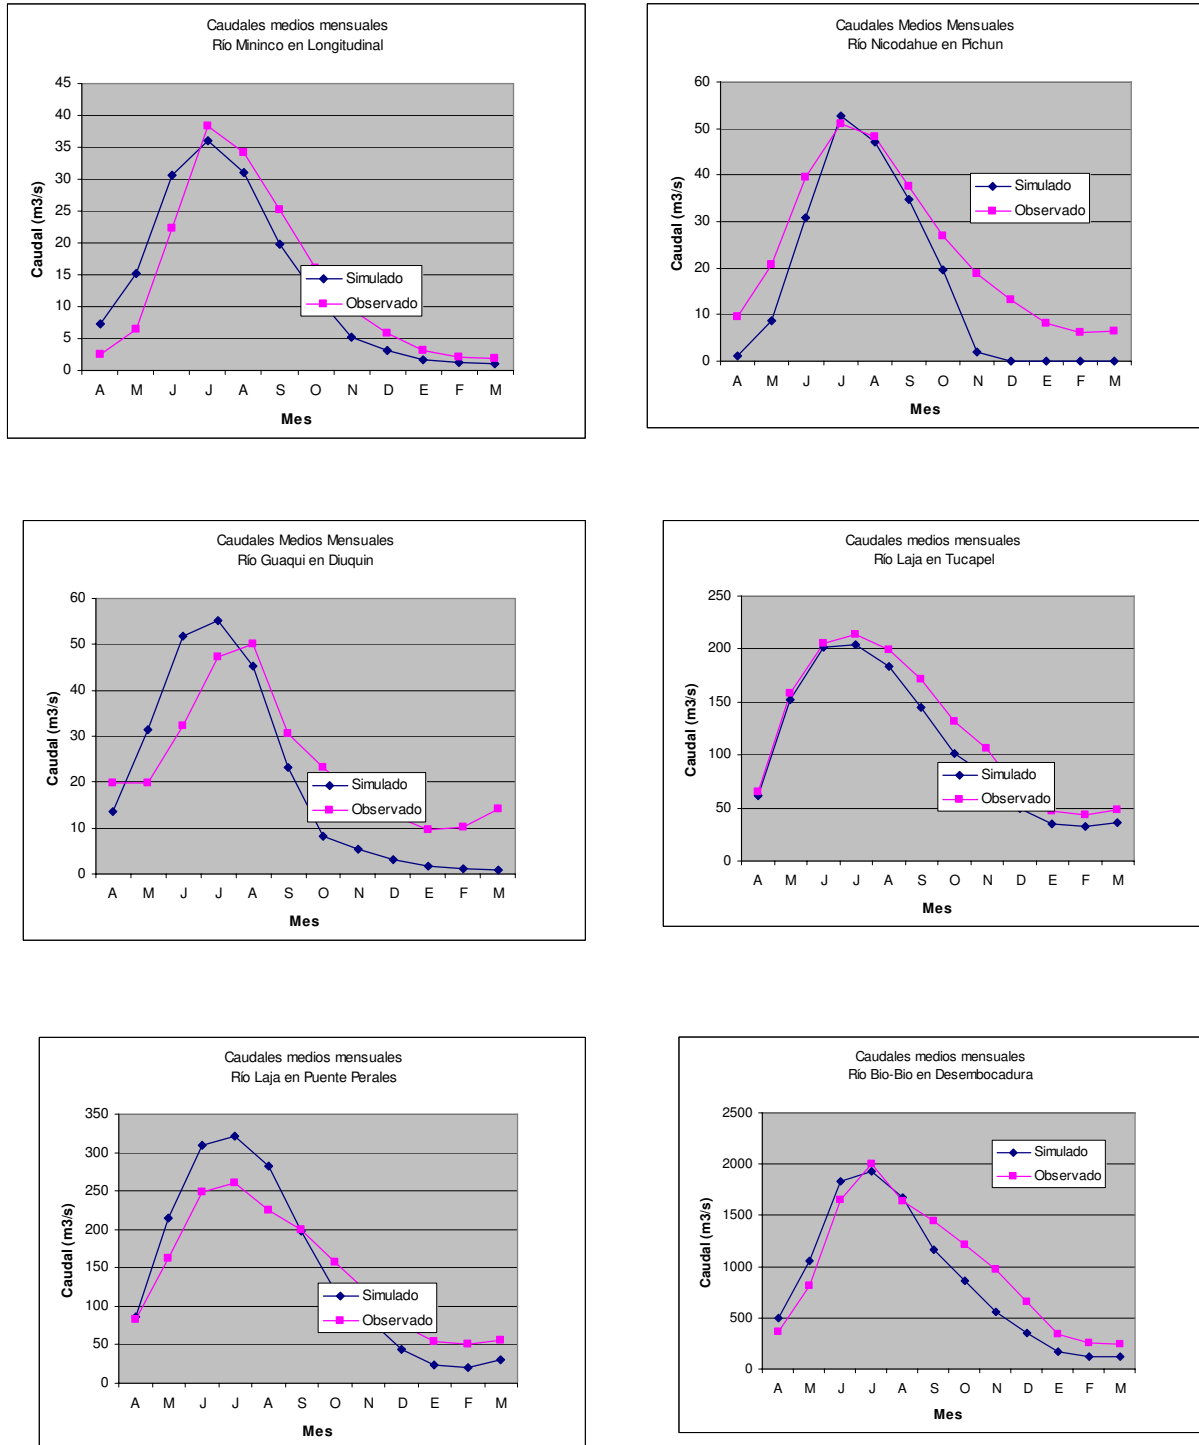 Caudales medios mensuales
Río Mininco en Longitudinal
45
40
35
30
25
20
15
10
5
0
Caudal (m3/s)
Simulado
Observado
A M J J A S O N D E F M
Mes
Caudales Medios Mensuales
Río Nicodahue en Pichun
60
50
40
30
20
10
0
Caudal (m3/s)
Simulado
Observado
A M J J A S O N D E F M
Mes
Caudales Medios Mensuales
Río Guaqui en Diuquin
60
50
40
30
20
10
0
Caudal (m3/s)
Simulado
Observado
A M J J A S O N D E F M
Mes
Caudales medios mensuales
Río Laja en Tucapel
250
200
150
100
50
0
Caudal (m3/s)
Simulado
Observado
A M J J A S O N D E F M
Mes
Caudales medios mensuales
Río Laja en Puente Perales
350
300
250
200
150
100
50
0
Caudal (m3/s)
Simulado
Observado
A M J J A S O N D E F M
Mes
Caudales medios mensuales
Río Bio-Bio en Desembocadura
2500
2000
1500
1000
500
0
Caudal (m3/s)
Simulado
Observado
A M J J A S O N D E F M
Mes